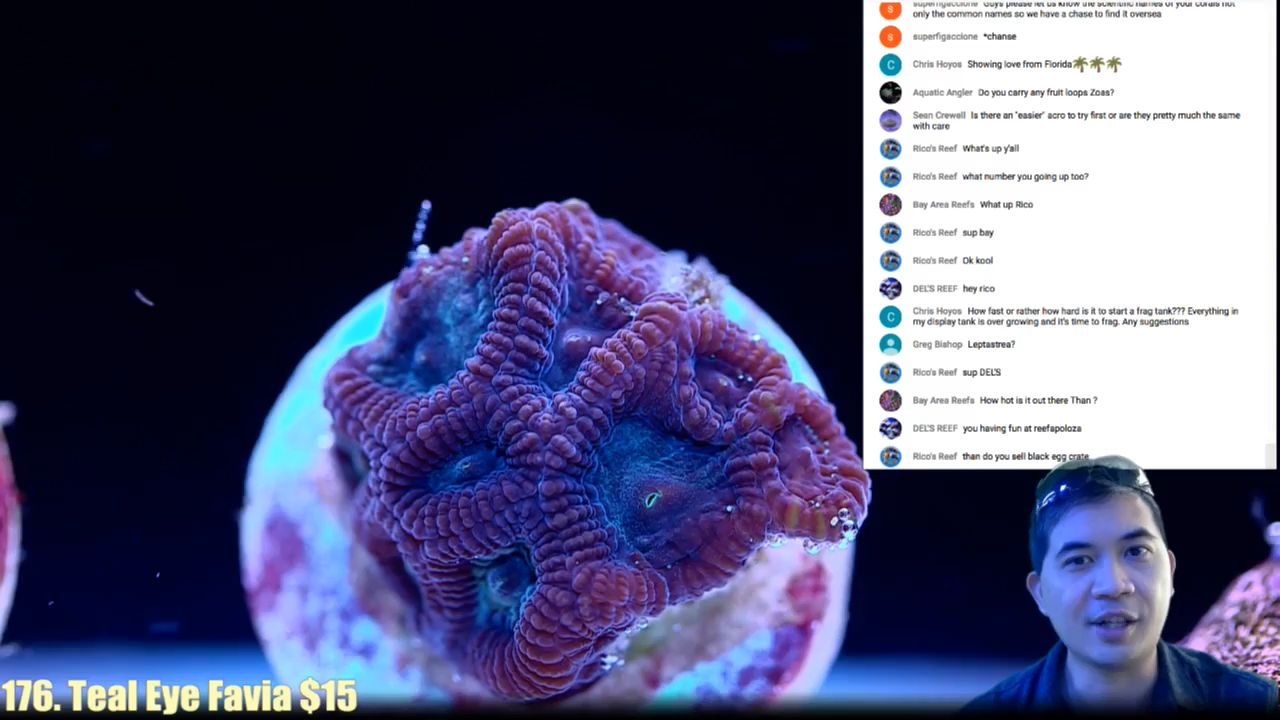 superfigaccione Guys please let us know the scientific names of your corals not
only the common names so we have a chase to find it oversea
S
superfigaccione *chanse
C
Chris Hoyos Showing love from Florida🌴🌴🌴
Aquatic Angler Do you carry any fruit loops Zoas?
Sean Crewell Is there an "easier" acro to try first or are they pretty much the same
with care
Rico's Reef What's up y'all
Rico's Reef what number you going up too?
Bay Area Reefs What up Rico
Rico's Reef sup bay
Rico's Reef Ok kool
DEL'S REEF hey rico
C
Chris Hoyos How fast or rather how hard is it to start a frag tank??? Everything in
my display tank is over growing and it's time to frag. Any suggestions
Greg Bishop Leptastrea?
Rico's Reef sup DEL'S
Bay Area Reefs How hot is it out there Than ?
DEL'S REEF you having fun at reefapoloza
Rico's Reef than do you sell black egg crate
176. Teal Eye Favia $15